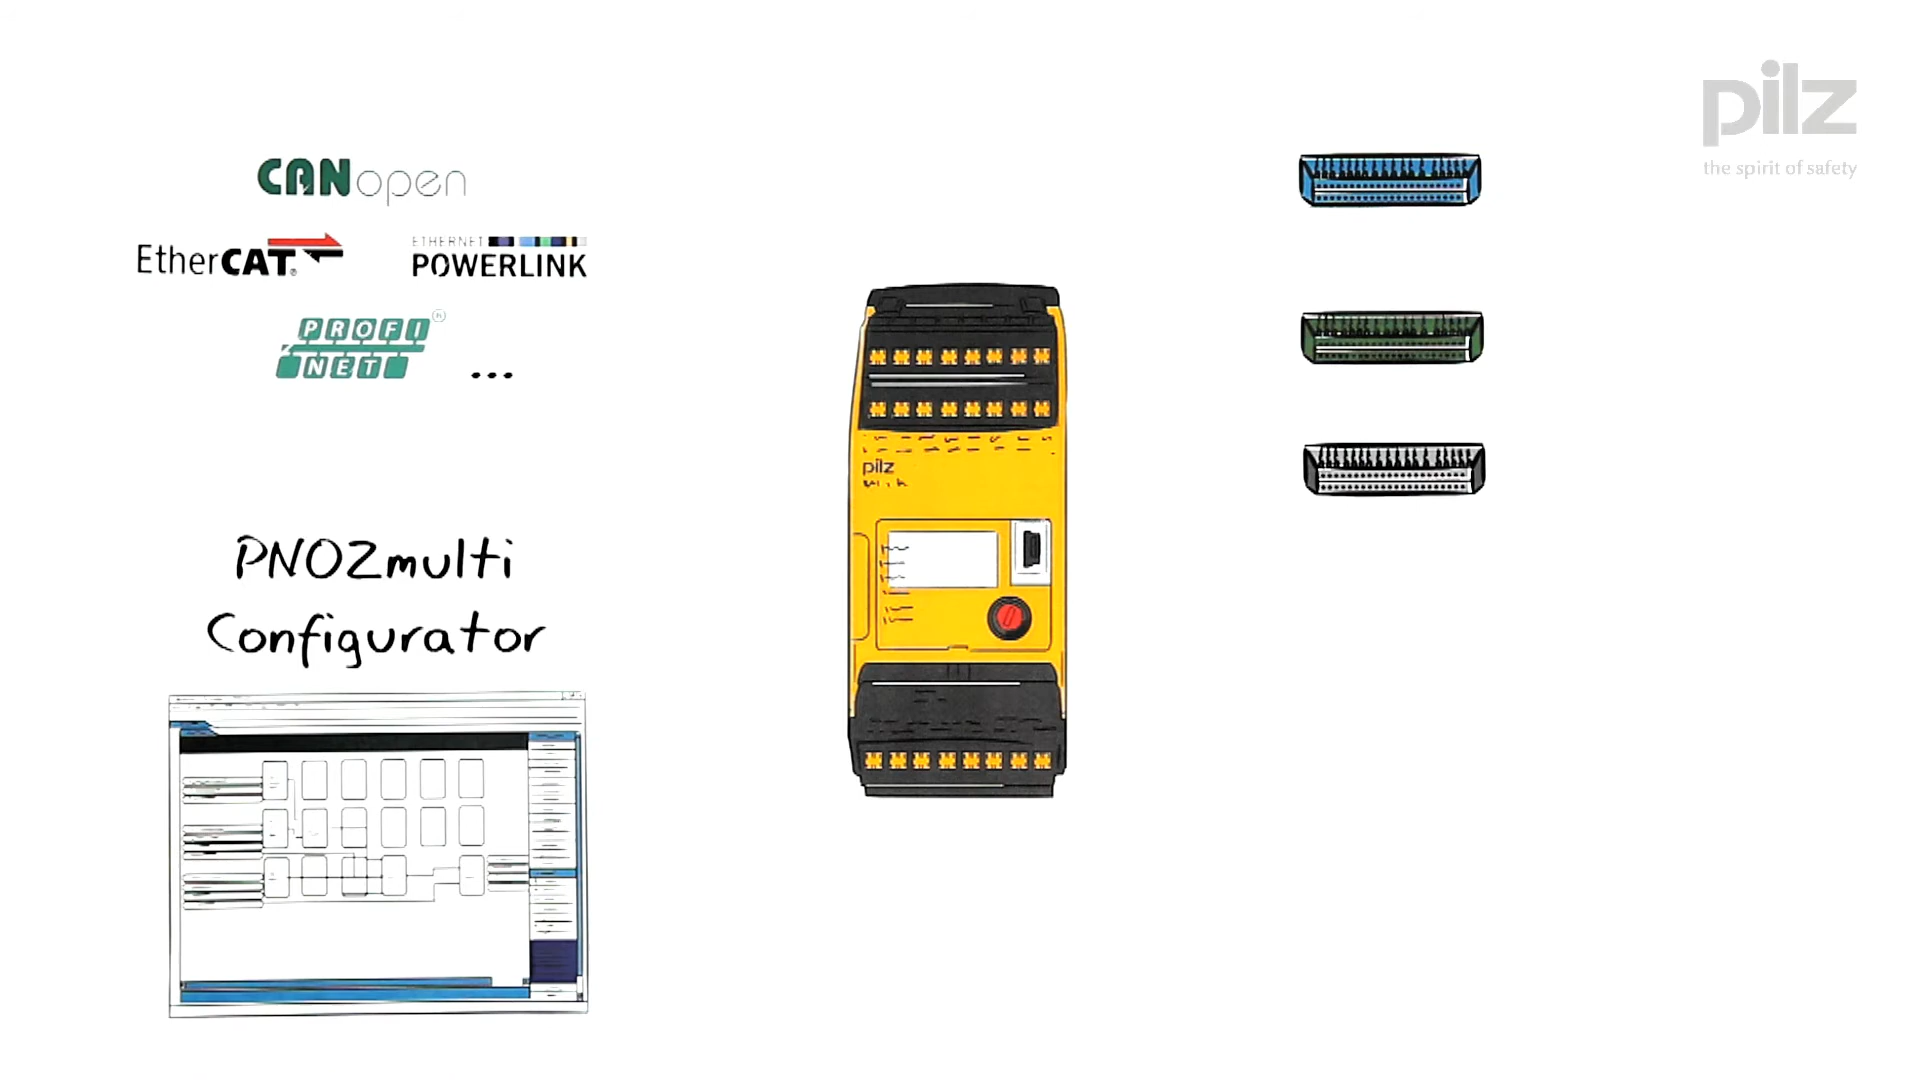 pilz
the spirit of safety
CANopen
EtherCAT®
ETHERNET
POWERLINK
PROFI
NET
...
pilz
PNOZmulti
Configurator